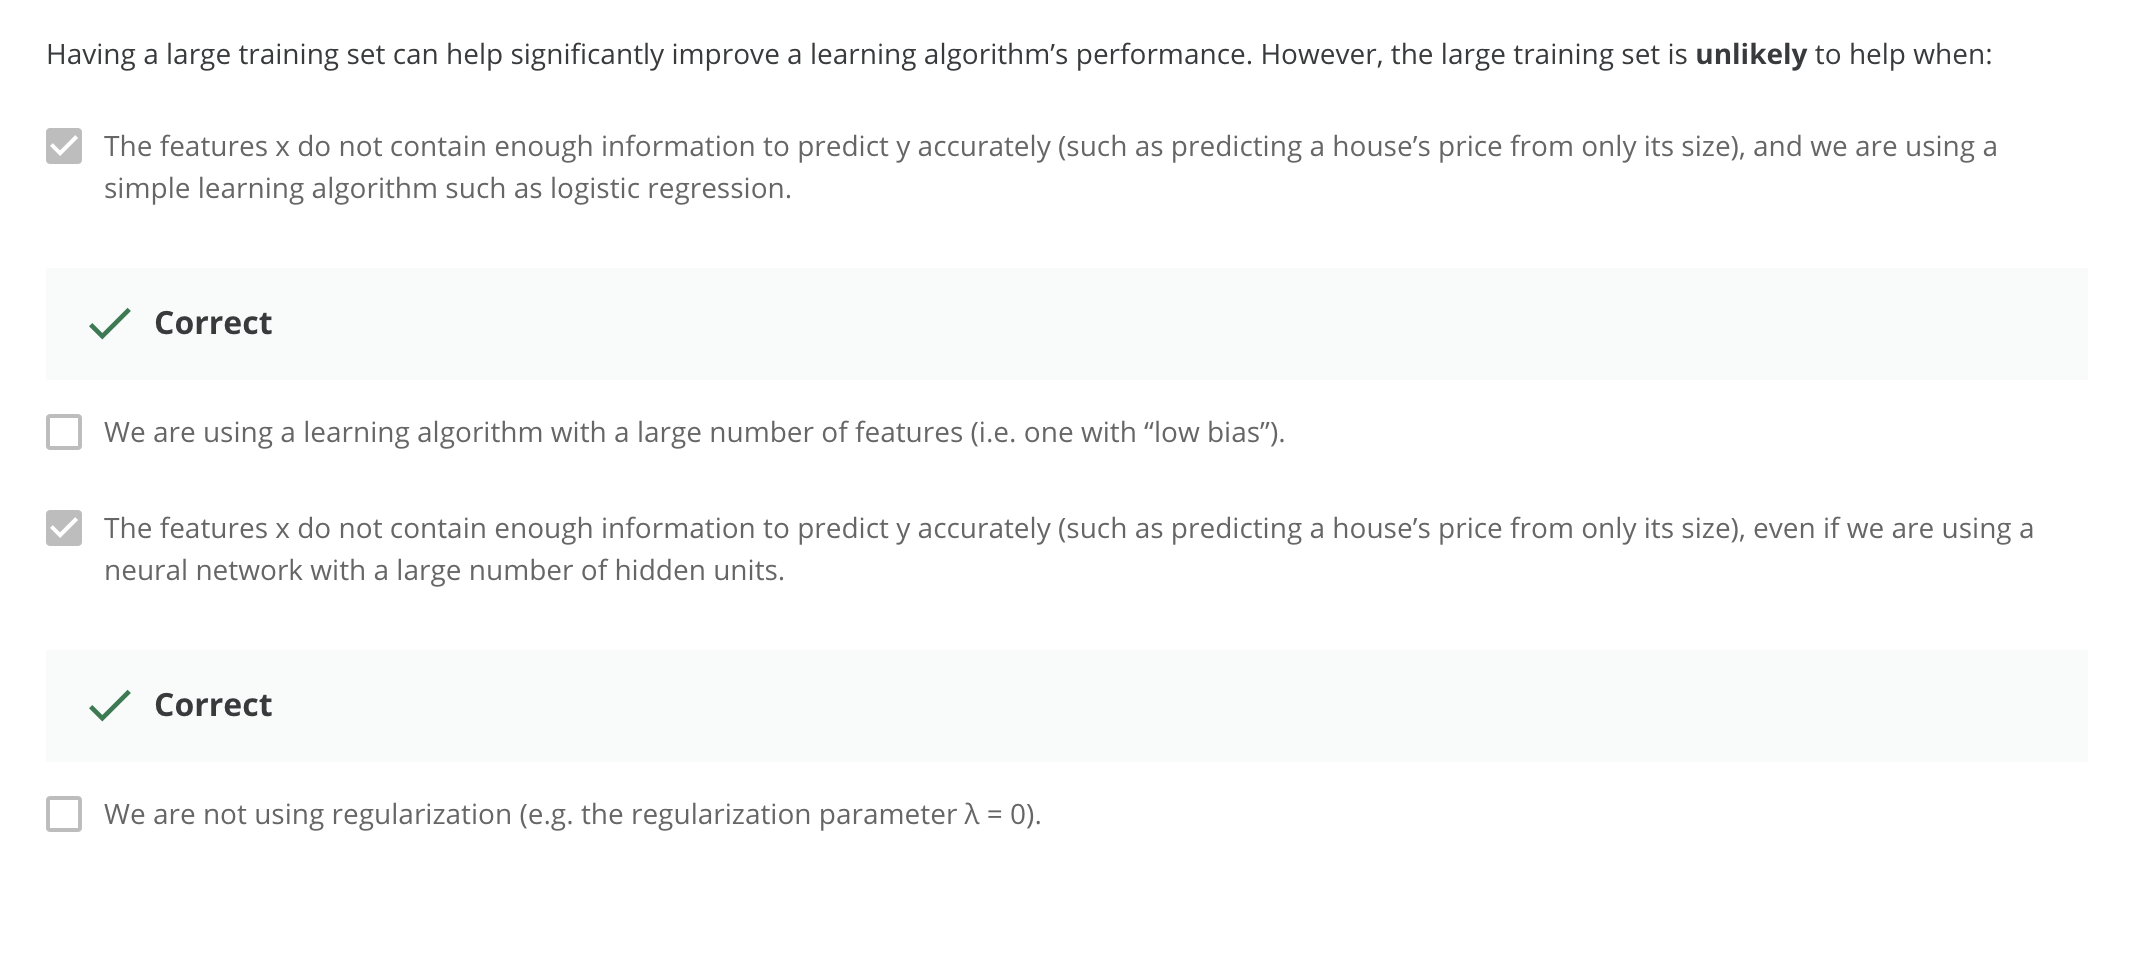 Having a large training set can help significantly improve a learning algorithm’s performance. However, the large training set is unlikely to help when:
The features x do not contain enough information to predict y accurately (such as predicting a house’s price from only its size), and we are using a
simple learning algorithm such as logistic regression.
Correct
We are using a learning algorithm with a large number of features (i.e. one with “low bias”).
The features x do not contain enough information to predict y accurately (such as predicting a house’s price from only its size), even if we are using a
neural network with a large number of hidden units.
Correct
We are not using regularization (e.g. the regularization parameter λ = 0).